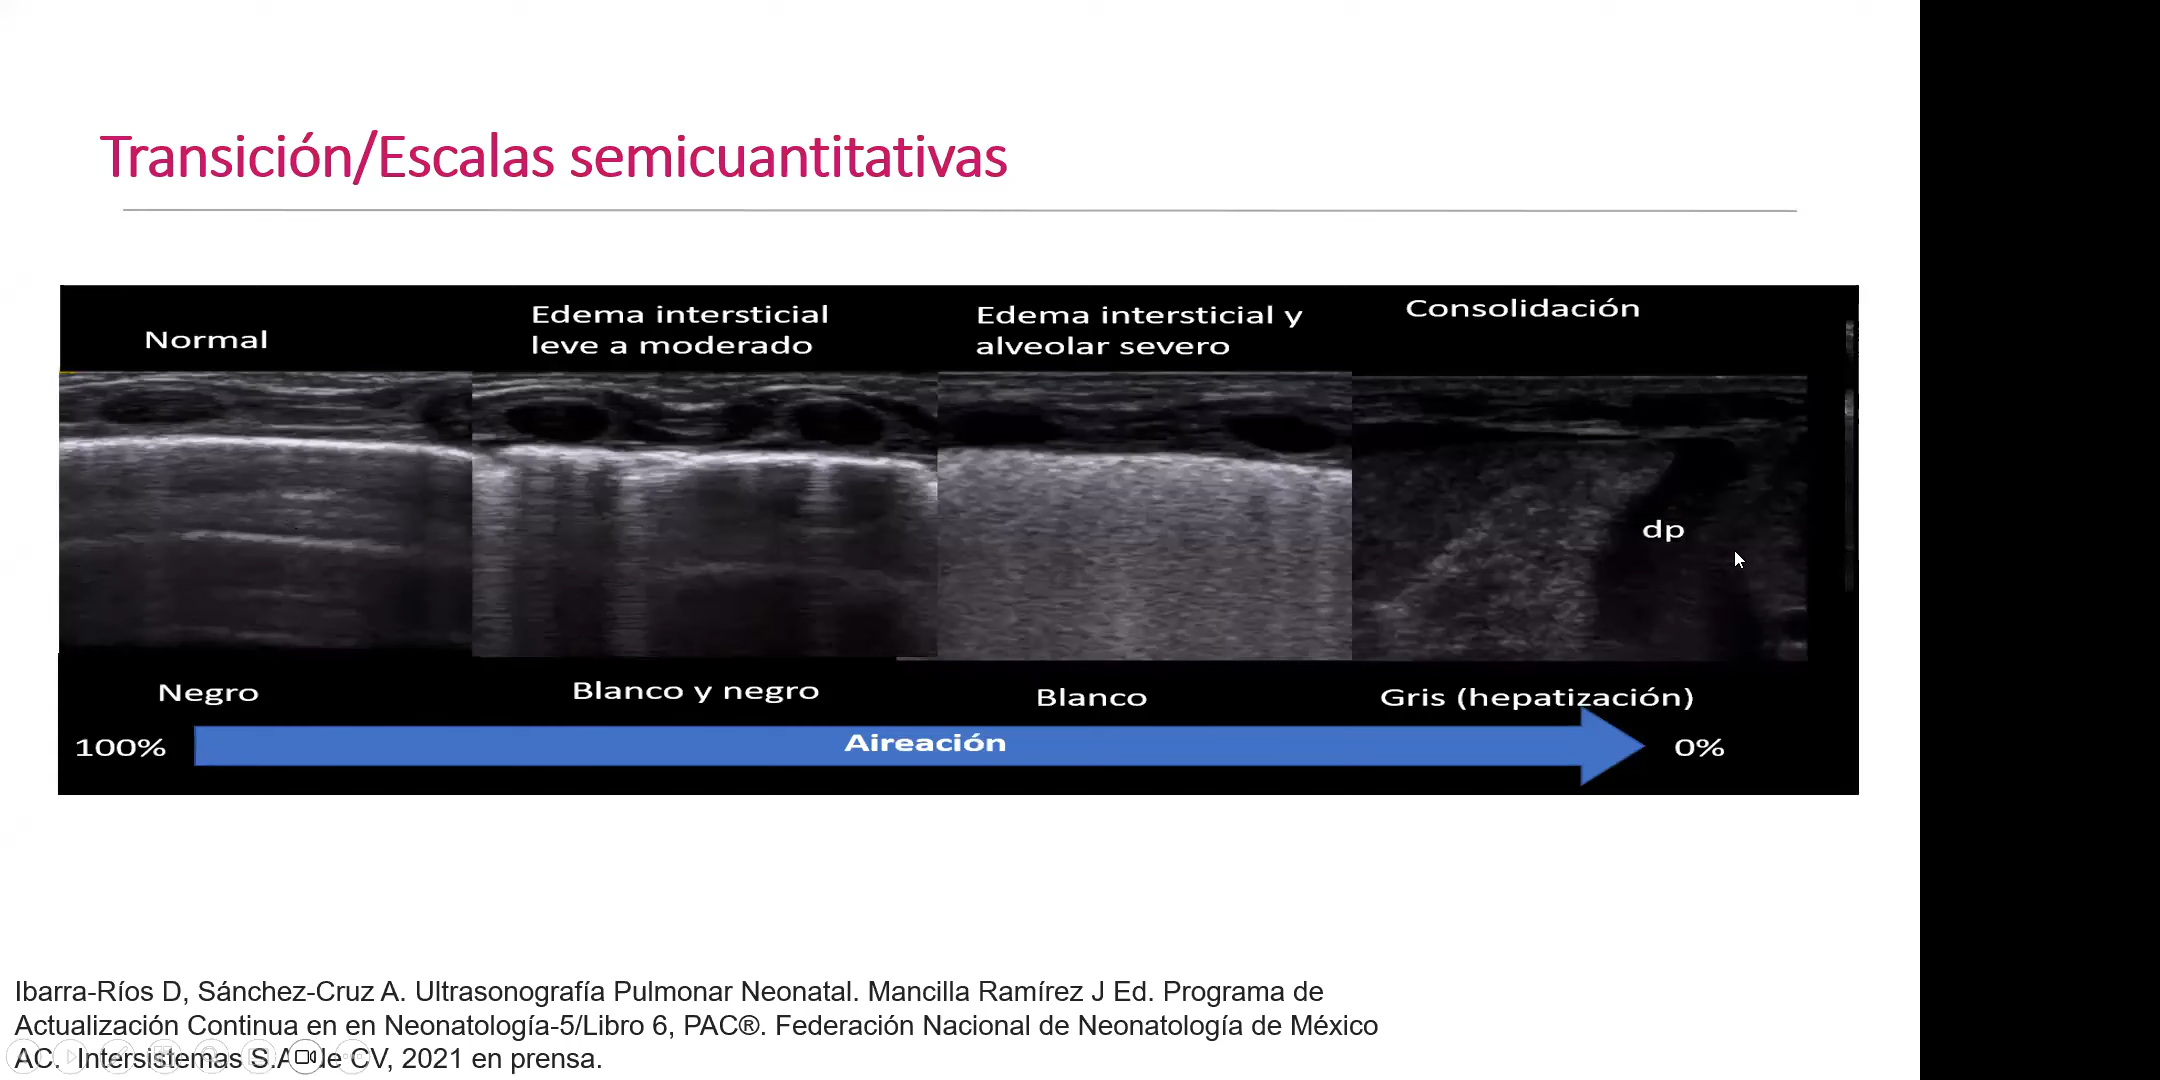 Transición/Escalas semicuantitativas
Normal
Edema intersticial
leve a moderado
Edema intersticial y
alveolar severo
Consolidación
dp
Negro
Blanco y negro
Blanco
Gris (hepatización)
100%
Aireación
0%
Ibarra-Ríos D, Sánchez-Cruz A. Ultrasonografía Pulmonar Neonatal. Mancilla Ramírez J Ed. Programa de
Actualización Continua en en Neonatología-5/Libro 6, PAC®. Federación Nacional de Neonatología de México
AC. Intersistemas S.A de CV, 2021 en prensa.